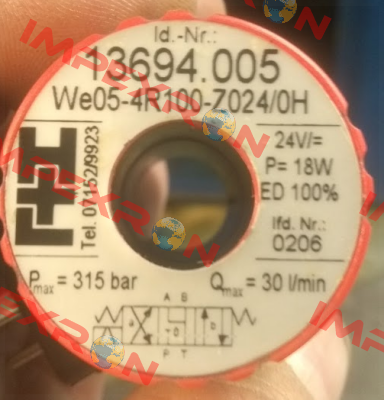 Id.-Nr.:
13694.005
We05-4R100-Z024/0H
Tel. 07152/9923
24V/=
P= 18W
ED 100%
lfd. Nr.:
0206
Pmax = 315 bar
Qmax = 30 l/min
A B
a
0
b
P T
IMPEXRON
IMPEXRON
IMPEXRON